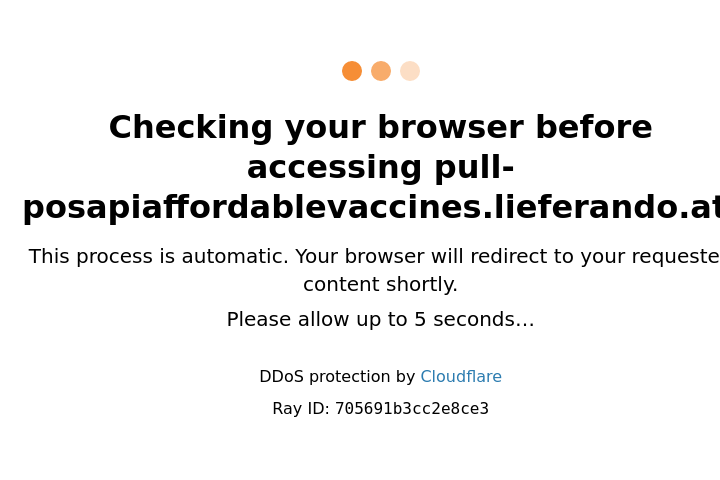 Checking your browser before
accessing pull-
posapiaffordablevaccines.lieferando.at
This process is automatic. Your browser will redirect to your requeste
content shortly.
Please allow up to 5 seconds…
DDoS protection by Cloudflare
Ray ID: 705691b3cc2e8ce3